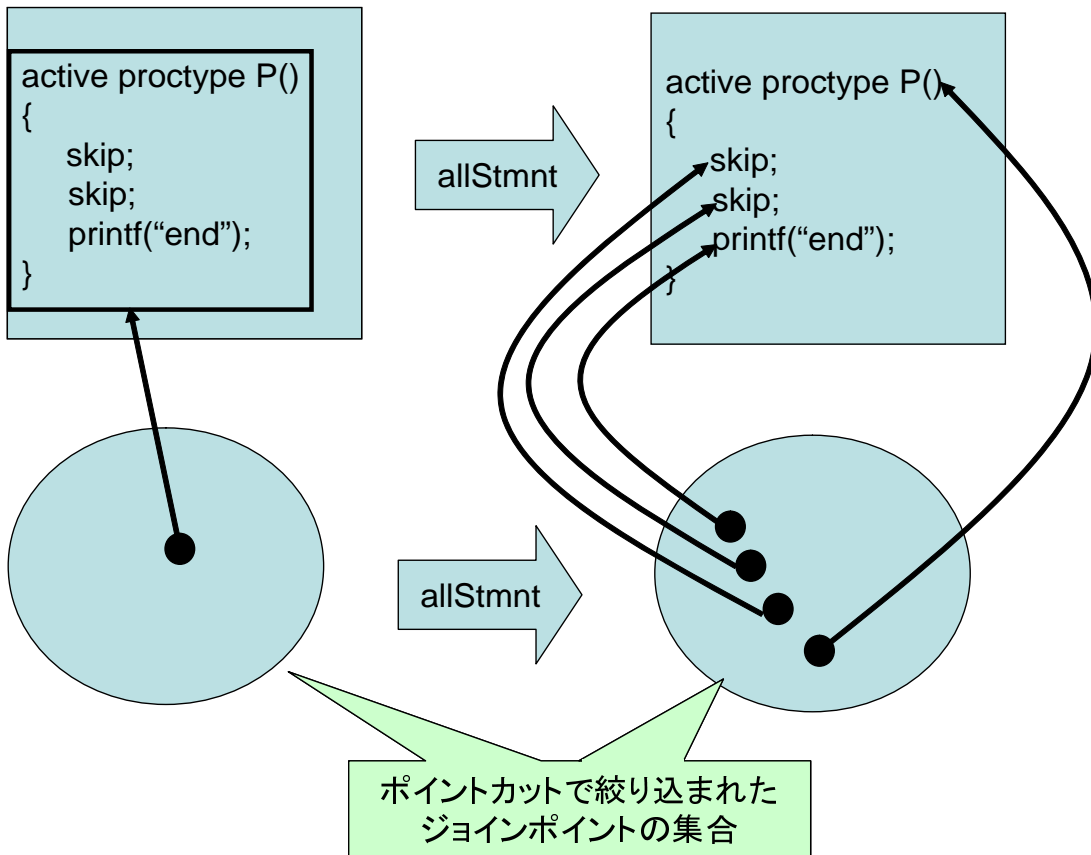 active proctype P()
{
skip;
skip;
printf(“end”);
}
allStmnt
active proctype P()
{
skip;
skip;
printf(“end”);
}
allStmnt
ポイントカットで絞り込まれた
ジョインポイントの集合